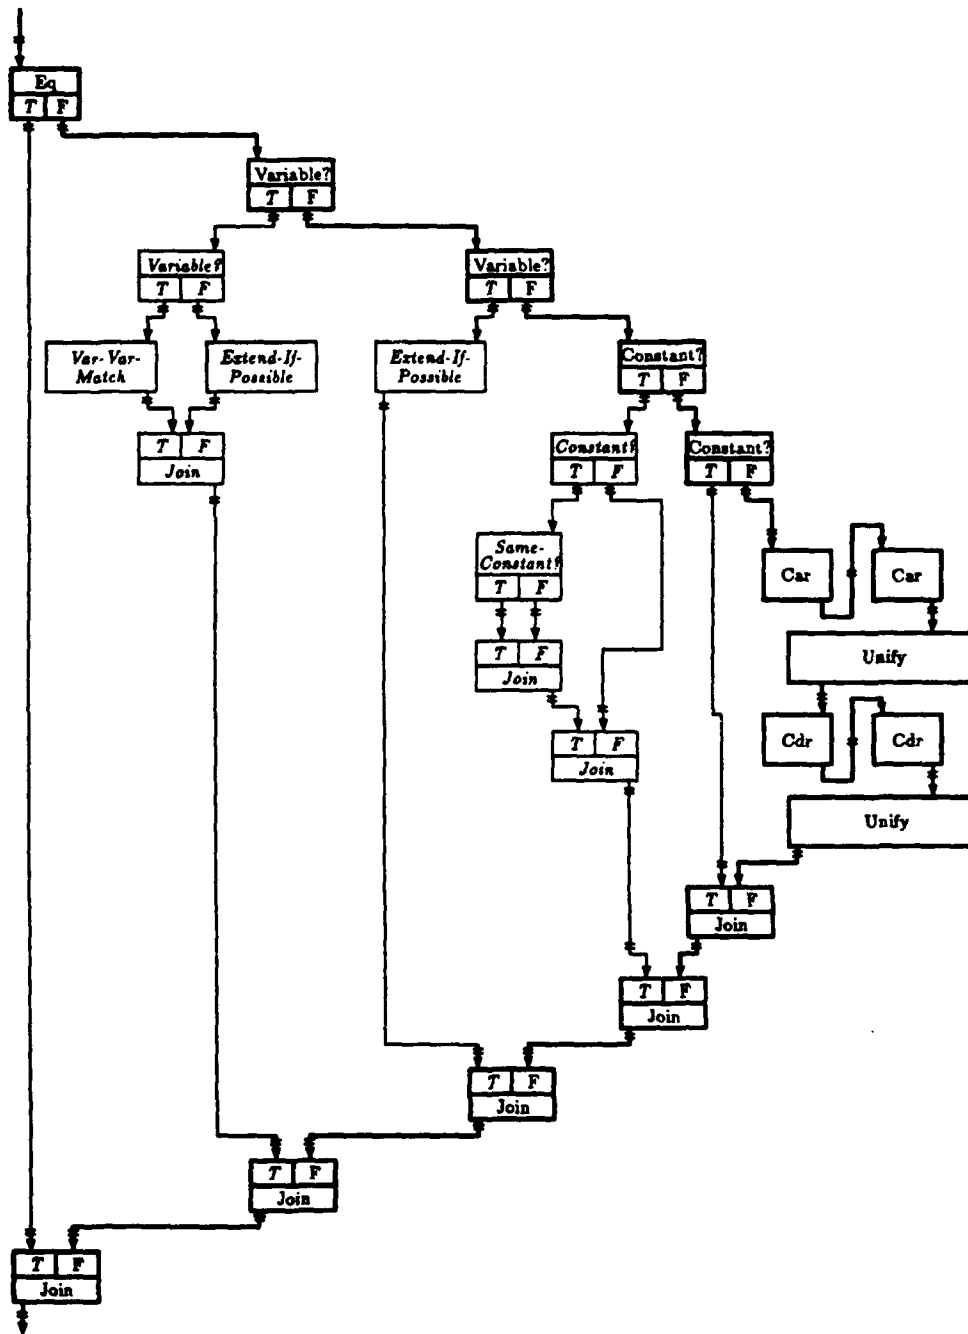 Eq
T F
Variable?
T F
Variable?
T F
Variable?
T F
Var-Var-
Match
Extend-If-
Possible
Extend-If-
Possible
Constant?
T F
T F
Join
Constant?
T F
Constant?
T F
Same-
Constant?
T F
Car
Car
T F
Join
Unify
Cdr
Cdr
T F
Join
Unify
T F
Join
T F
Join
T F
Join
T F
Join
T F
Join